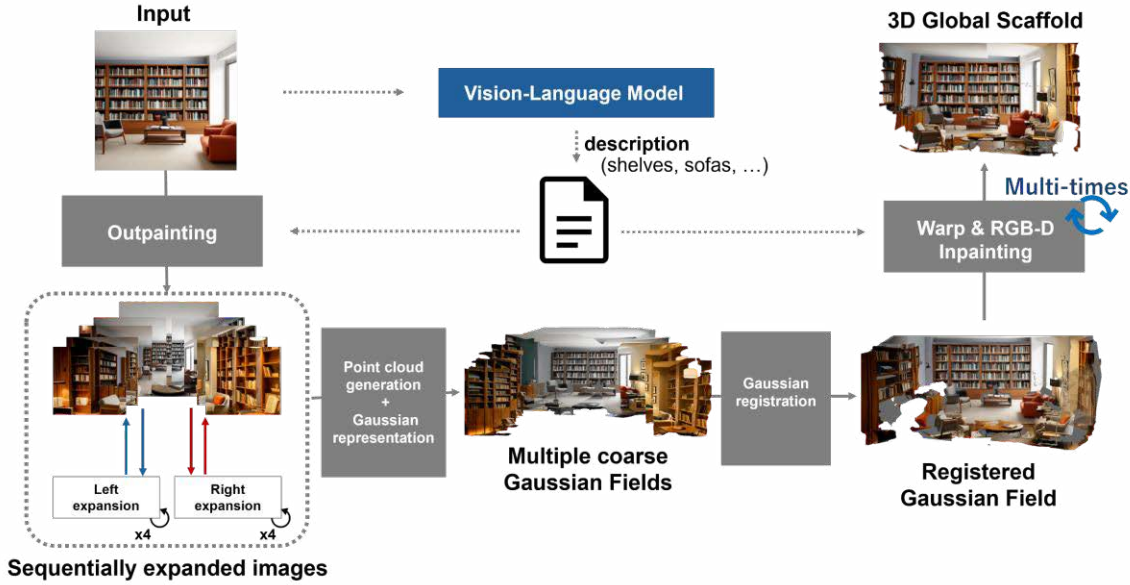 Input
3D Global Scaffold
Vision-Language Model
description
(shelves, sofas, …)
Multi-times
Outpainting
Warp & RGB-D
Inpainting
Point cloud
generation
+
Gaussian
representation
Gaussian
registration
Left
expansion
x4
Right
expansion
x4
Multiple coarse
Gaussian Fields
Registered
Gaussian Field
Sequentially expanded images